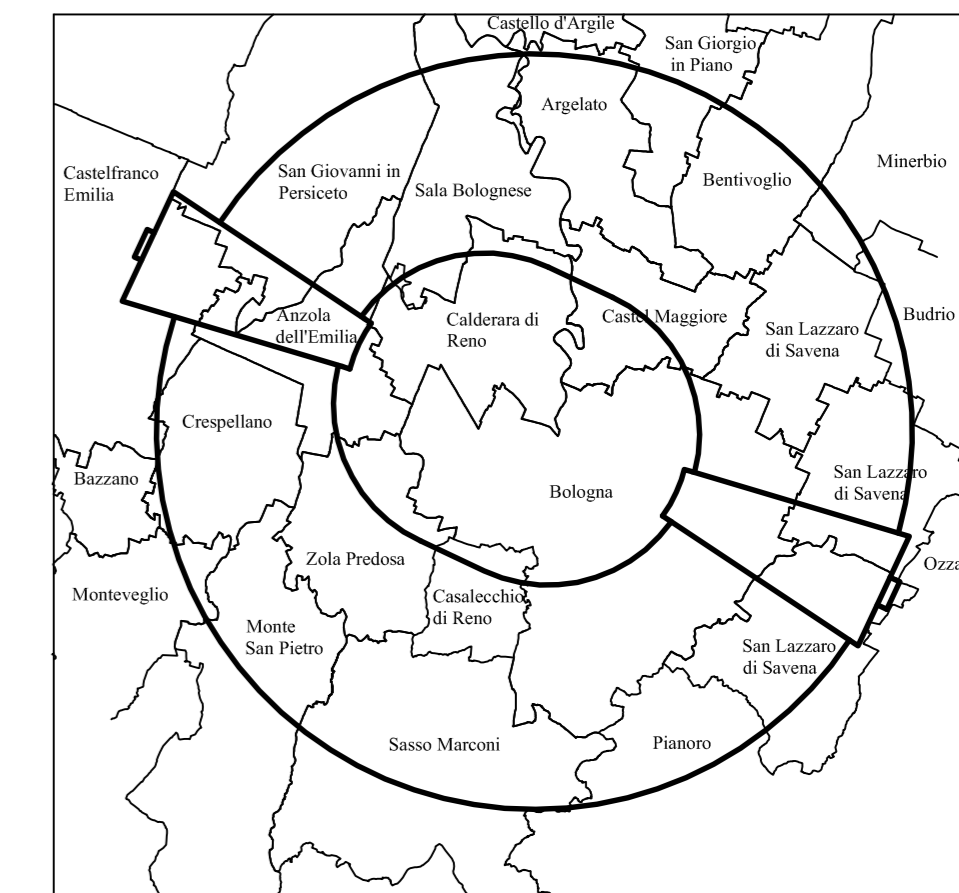 Castello d'Argile
San Giorgio
in Piano
Argelato
Minerbio
Castelfranco
Emilia
San Giovanni in
Persiceto
Sala Bolognese
Bentivoglio
Anzola
dell'Emilia
Calderara di
Reno
Castel Maggiore
San Lazzaro
di Savena
Budrio
Crespellano
Bazzano
Bologna
San Lazzaro
di Savena
Zola Predosa
Ozza
Monteveglio
Casalecchio
di Reno
Monte
San Pietro
San Lazzaro
di Savena
Sasso Marconi
Pianoro